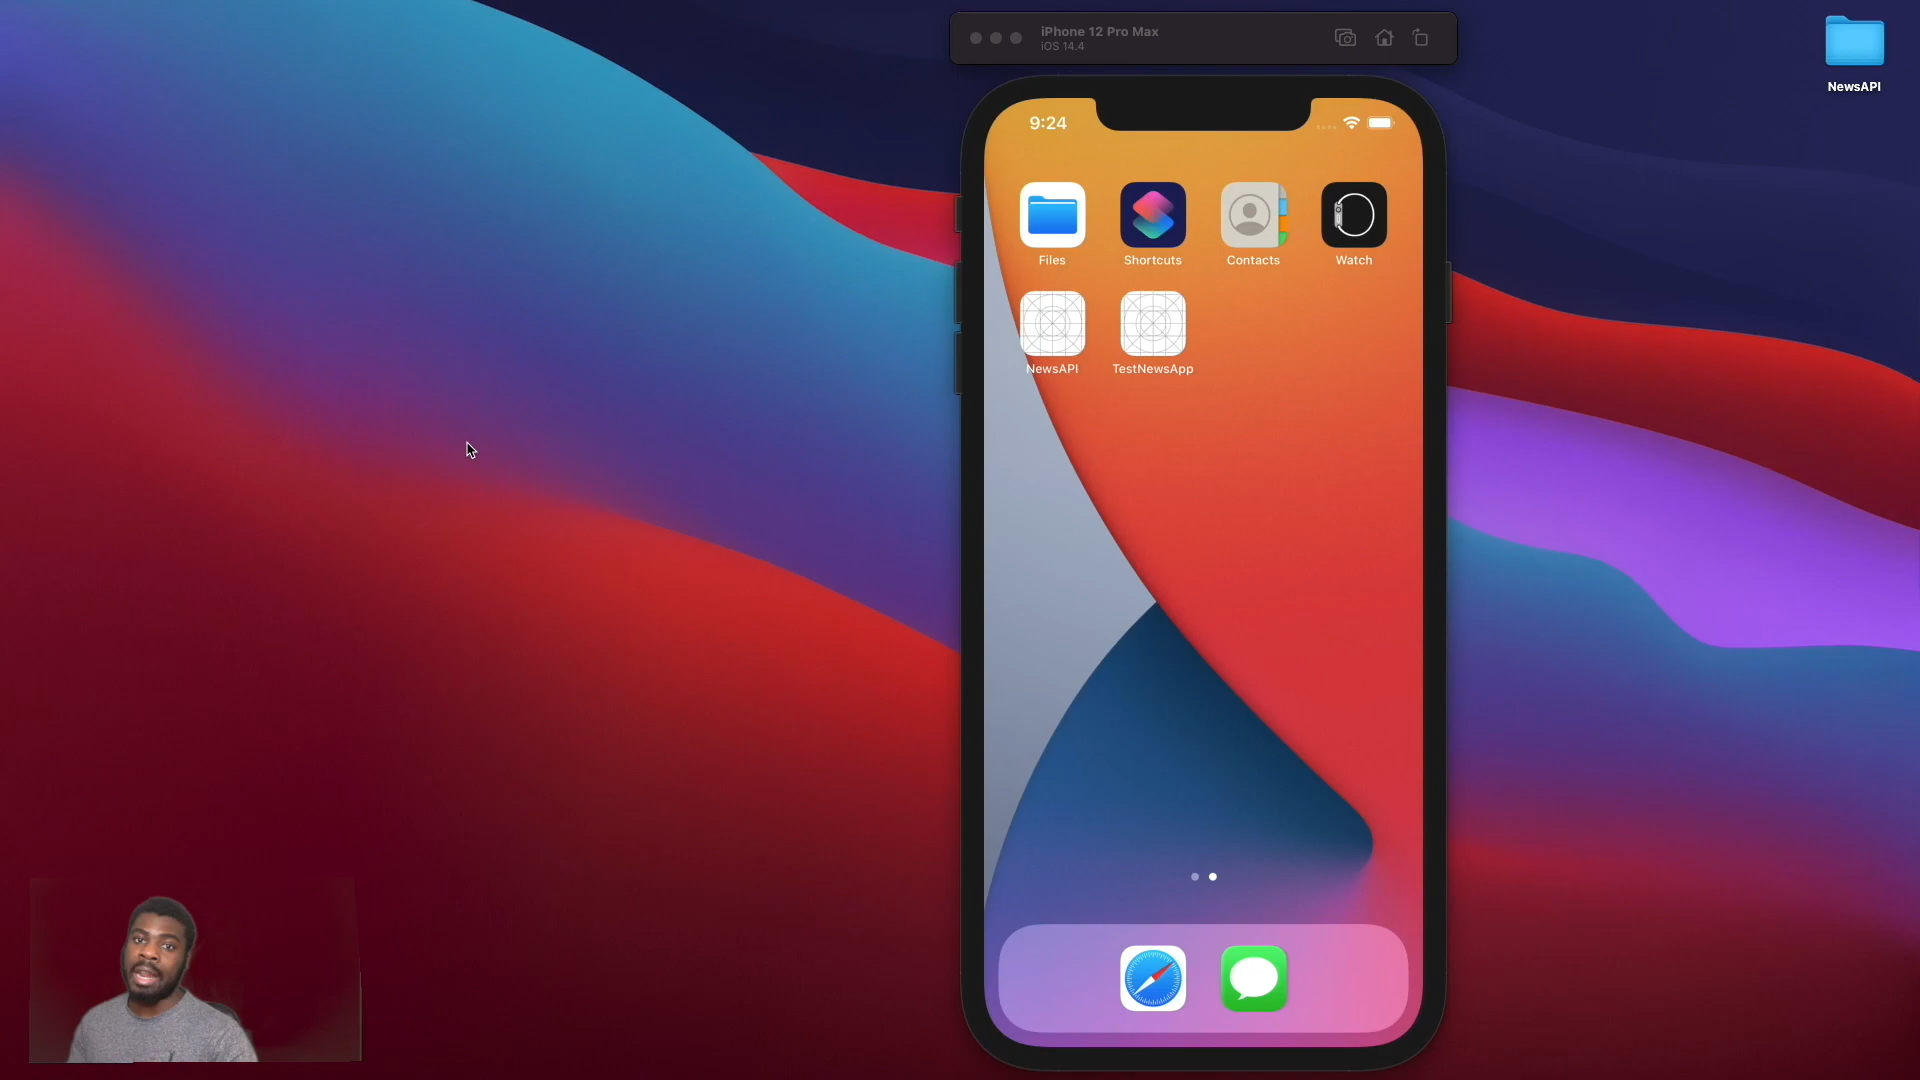 iPhone 12 Pro Max
iOS 14.4
NewsAPI
9:24
Files
Shortcuts
Contacts
Watch
NewsAPI
TestNewsApp